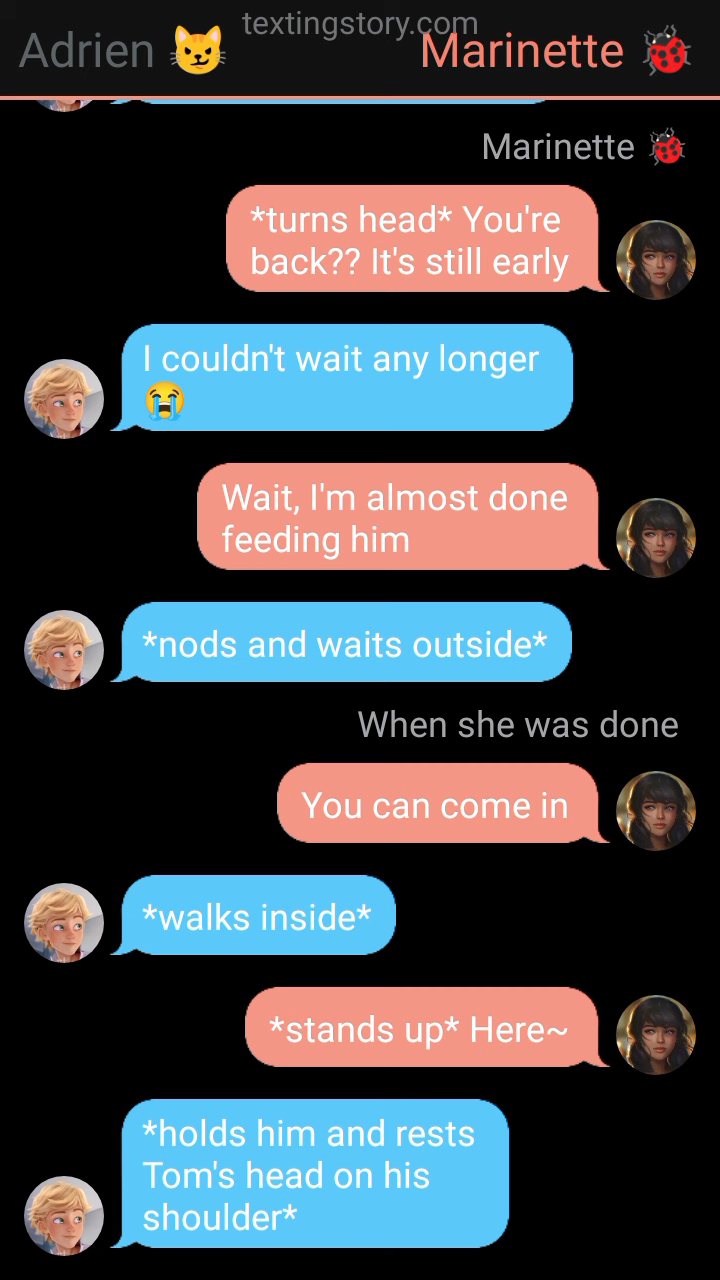 textingstory.com
Adrien 😼 Marinette 🐞
Marinette 🐞
*turns head* You're
back?? It's still early
I couldn't wait any longer
😭
Wait, I'm almost done
feeding him
*nods and waits outside*
When she was done
You can come in
*walks inside*
*stands up* Here~
*holds him and rests
Tom's head on his
shoulder*